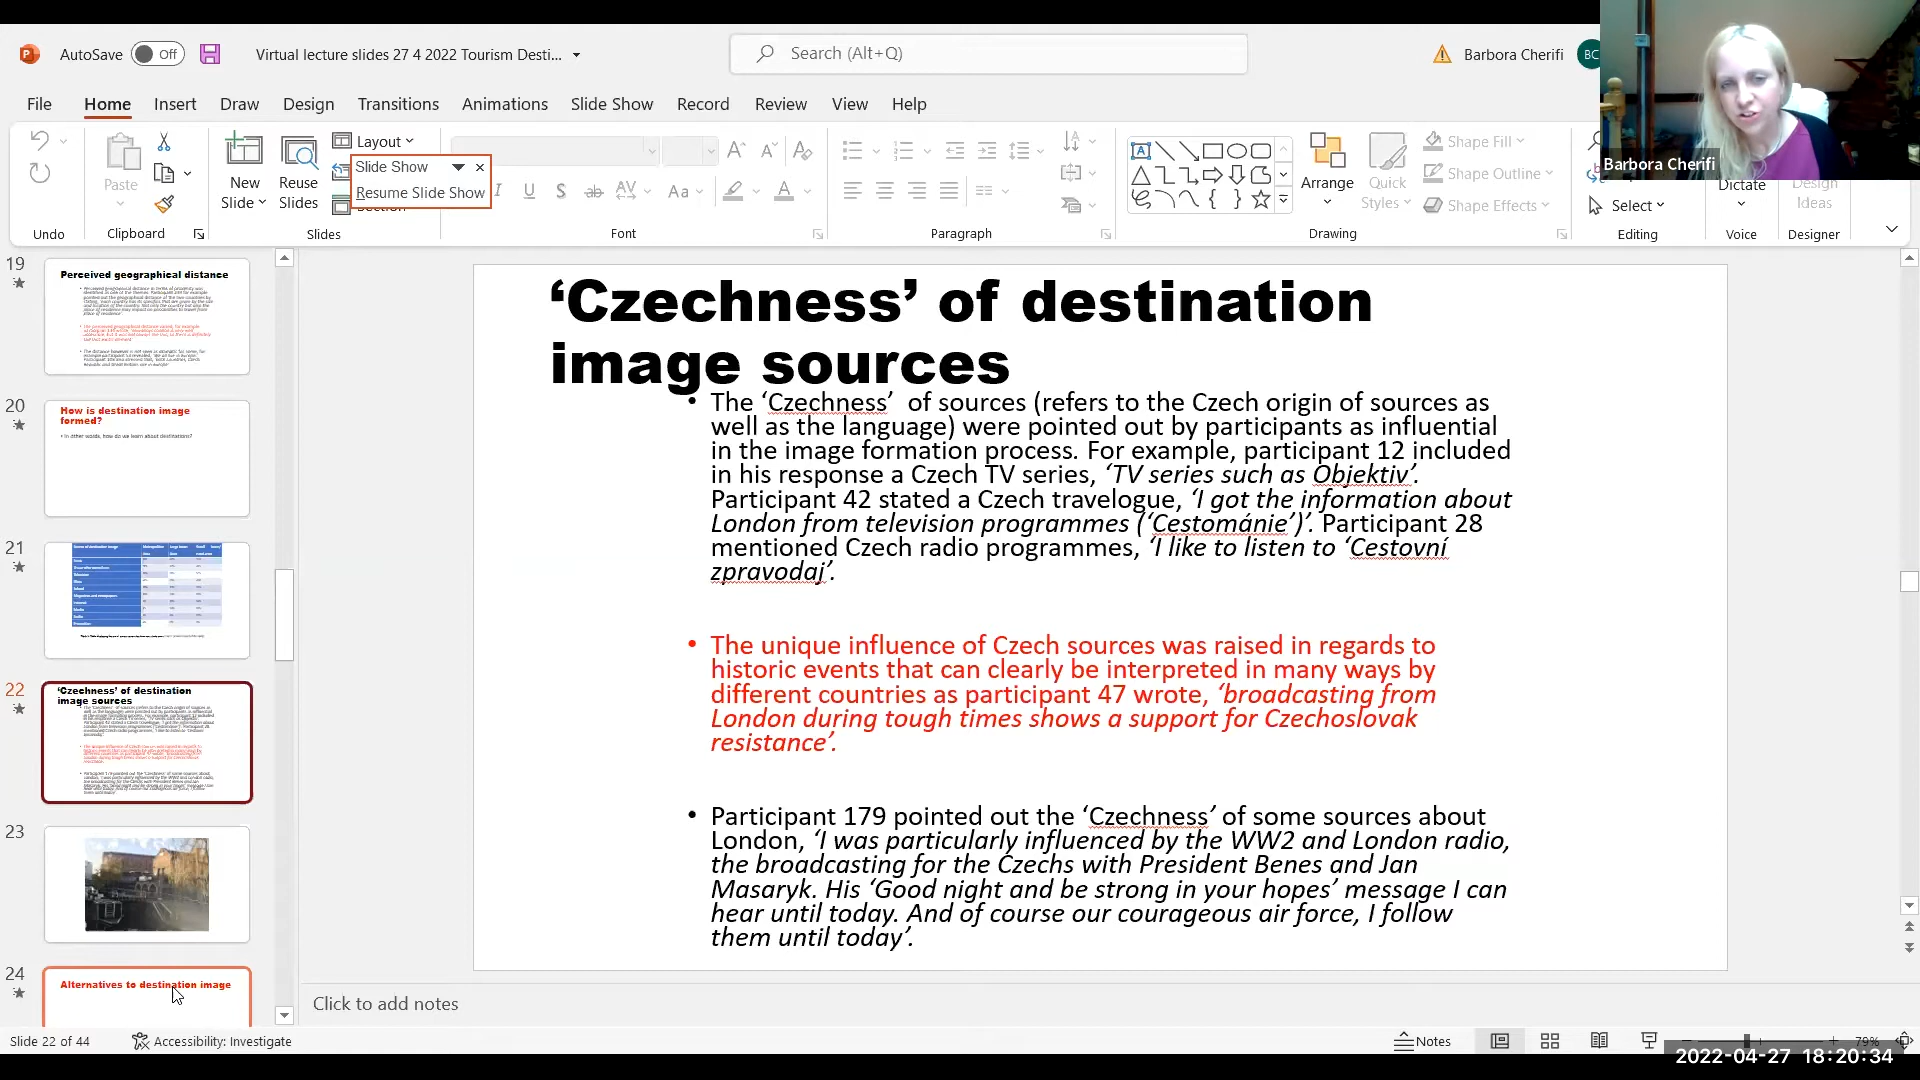 AutoSave
Off
Virtual lecture slides 27 4 2022 Tourism Desti...
Search (Alt+Q)
Barbora Cherifi
BC
File
Home
Insert
Draw
Design
Transitions
Animations
Slide Show
Record
Review
View
Help
Layout
Slide Show
Resume Slide Show
Paste
New
Slide
Reuse
Slides
Section
Aa
Arrange
Quick
Styles
Shape Fill
Shape Outline
Shape Effects
Select
Dictate
Design
Ideas
Barbora Cherifi
Undo
Clipboard
Slides
Font
Paragraph
Drawing
Editing
Voice
Designer
19
Perceived geographical distance
20
How is destination image
formed?
• In other words, how do we learn about destinations?
21
22
‘Czechness’ of destination
image sources
23
24
Alternatives to destination image
‘Czechness’ of destination
image sources
• The ‘Czechness’ of sources (refers to the Czech origin of sources as
well as the language) were pointed out by participants as influential
in the image formation process. For example, participant 12 included
in his response a Czech TV series, ‘TV series such as Objektiv’.
Participant 42 stated a Czech travelogue, ‘I got the information about
London from television programmes (‘Cestománie’)’. Participant 28
mentioned Czech radio programmes, ‘I like to listen to ‘Cestovní
zpravodaj’.
• The unique influence of Czech sources was raised in regards to
historic events that can clearly be interpreted in many ways by
different countries as participant 47 wrote, ‘broadcasting from
London during tough times shows a support for Czechoslovak
resistance’.
• Participant 179 pointed out the ‘Czechness’ of some sources about
London, ‘I was particularly influenced by the WW2 and London radio,
the broadcasting for the Czechs with President Benes and Jan
Masaryk. His ‘Good night and be strong in your hopes’ message I can
hear until today. And of course our courageous air force, I follow
them until today’.
Click to add notes
Slide 22 of 44
Accessibility: Investigate
Notes
79%
2022-04-27 18:20:34